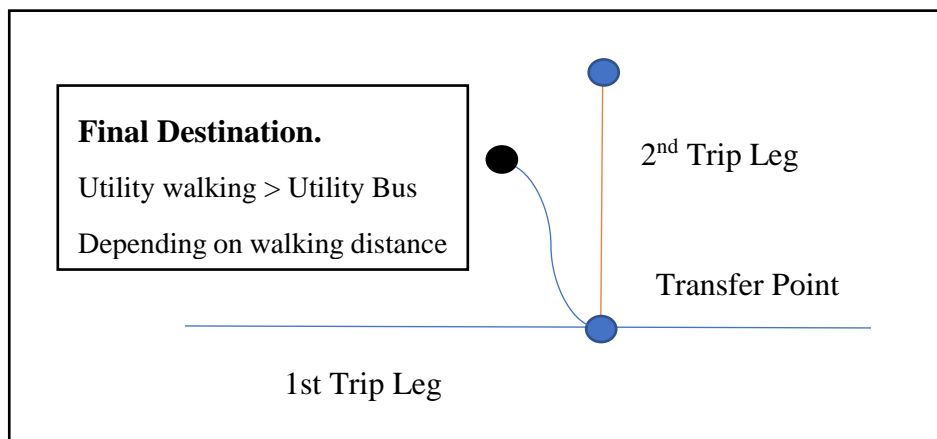 Final Destination.
Utility walking > Utility Bus
Depending on walking distance
2nd Trip Leg
Transfer Point
1st Trip Leg